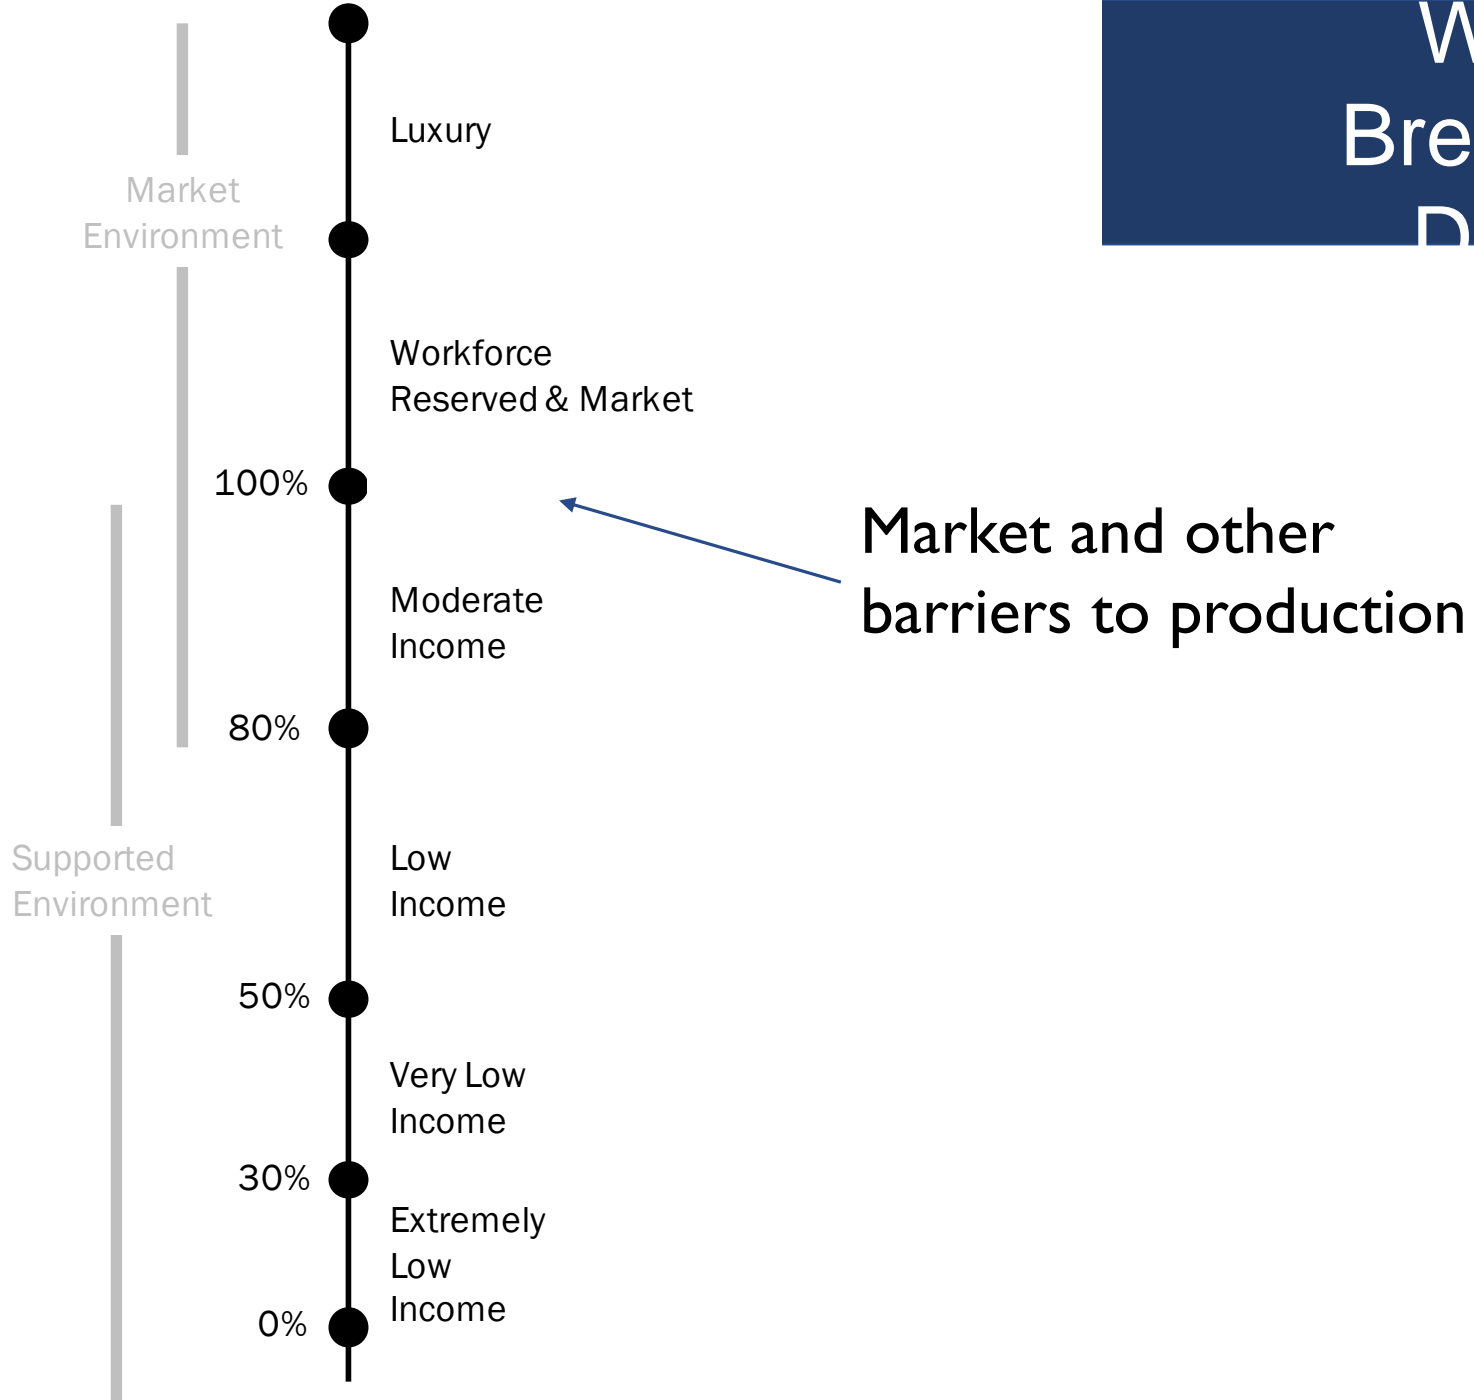 Luxury
Market
Environment
Workforce
Reserved & Market
100%
Market and other
barriers to production
Moderate
Income
80%
Supported
Environment
Low
Income
50%
Very Low
Income
30%
Extremely
Low
Income
0%